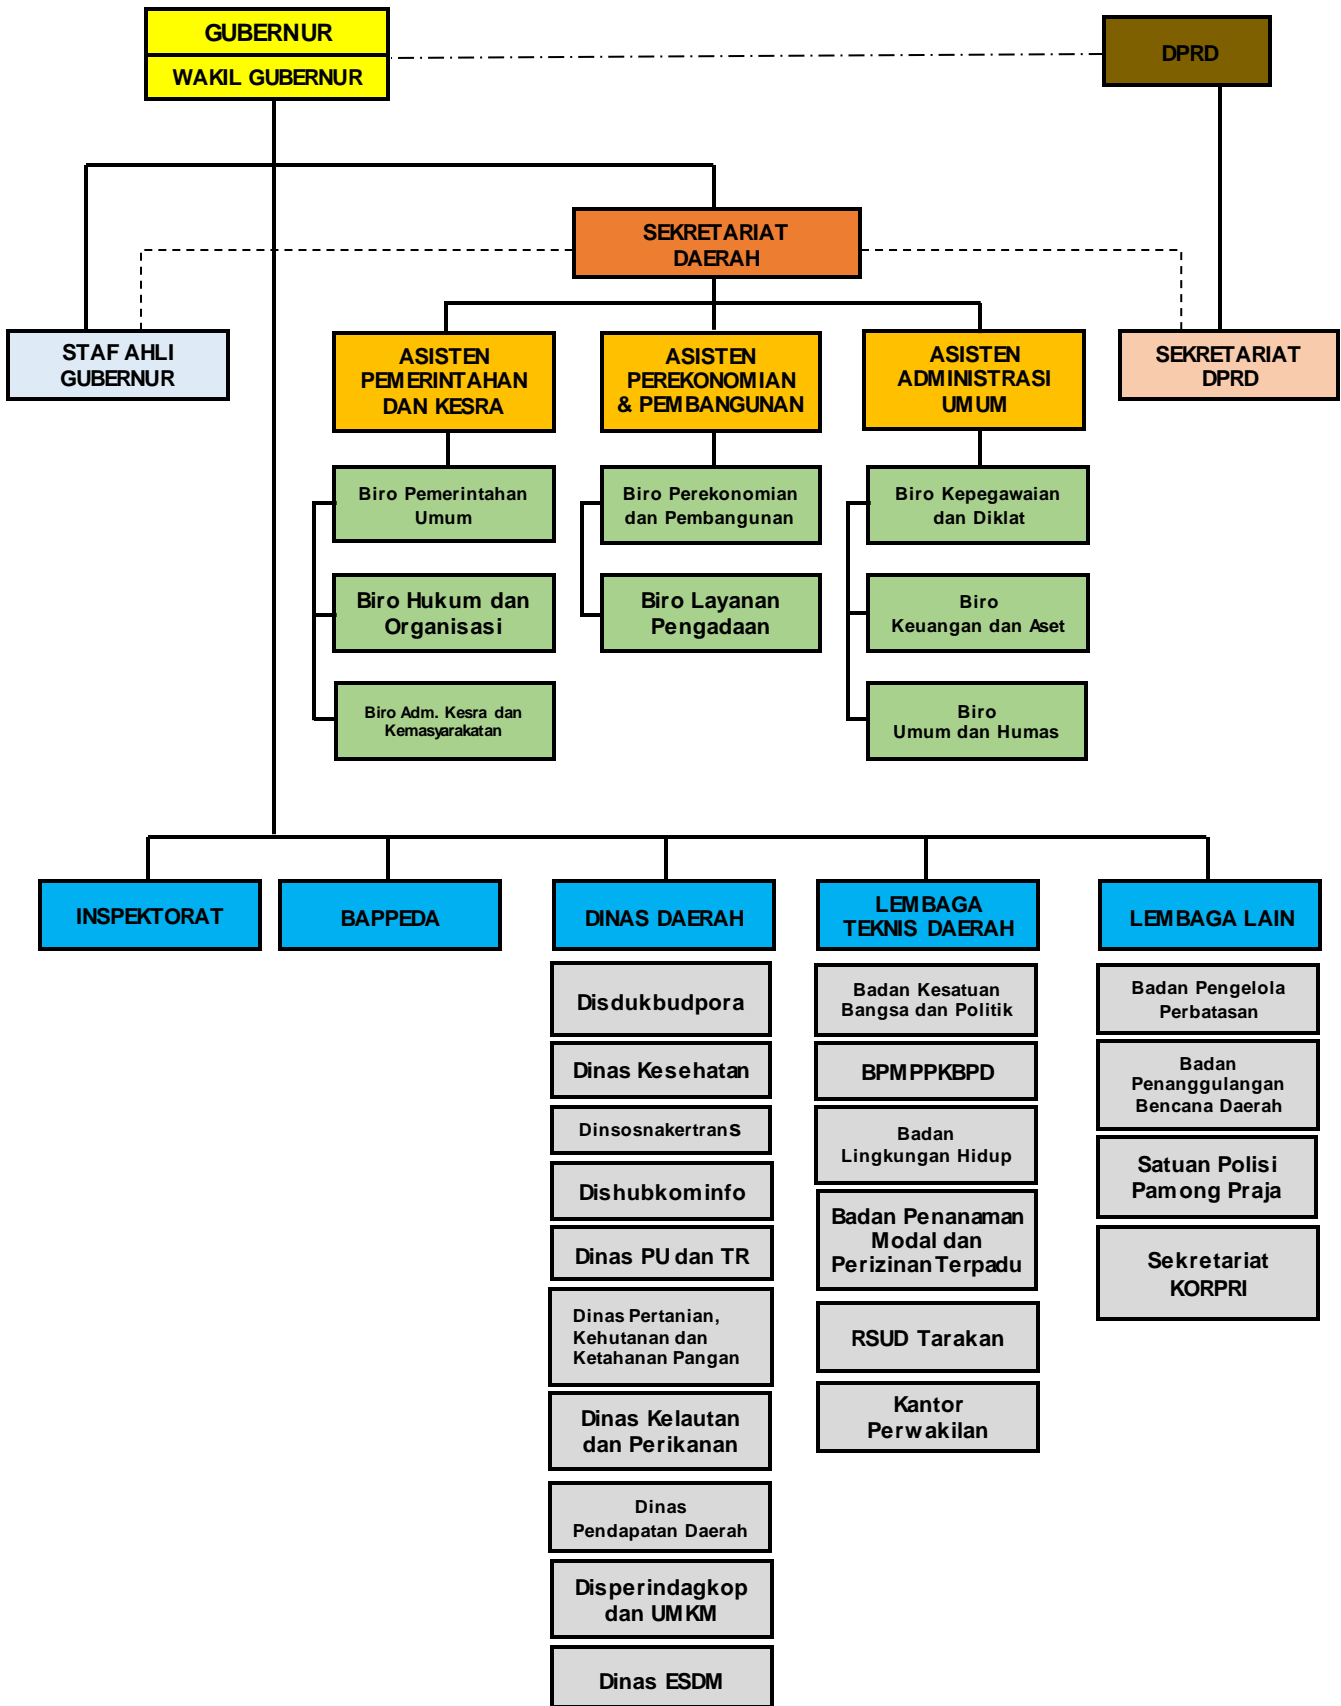 GUBERNUR
WAKIL GUBERNUR
DPRD
SEKRETARIAT
DAERAH
STAF AHLI
GUBERNUR
ASISTEN
PEMERINTAHAN
DAN KESRA
ASISTEN
PEREKONOMIAN
& PEMBANGUNAN
ASISTEN
ADMINISTRASI
UMUM
SEKRETARIAT
DPRD
Biro Pemerintahan
Umum
Biro Perekonomian
dan Pembangunan
Biro Kepegawaian
dan Diklat
Biro Hukum dan
Organisasi
Biro Layanan
Pengadaan
Biro
Keuangan dan Aset
Biro Adm. Kesra dan
Kemasyarakatan
Biro
Umum dan Humas
INSPEKTORAT
BAPPEDA
DINAS DAERAH
LEMBAGA
TEKNIS DAERAH
LEMBAGA LAIN
Disdukbudpora
Dinas Kesehatan
Dinsosnakertrans
Dishubkominfo
Dinas PU dan TR
Dinas Pertanian,
Kehutanan dan
Ketahanan Pangan
Dinas Kelautan
dan Perikanan
Dinas
Pendapatan Daerah
Disperindagkop
dan UMKM
Dinas ESDM
Badan Kesatuan
Bangsa dan Politik
BPMPPKBPD
Badan
Lingkungan Hidup
Badan Penanaman
Modal dan
Perizinan Terpadu
RSUD Tarakan
Kantor
Perwakilan
Badan Pengelola
Perbatasan
Badan
Penanggulangan
Bencana Daerah
Satuan Polisi
Pamong Praja
Sekretariat
KORPRI